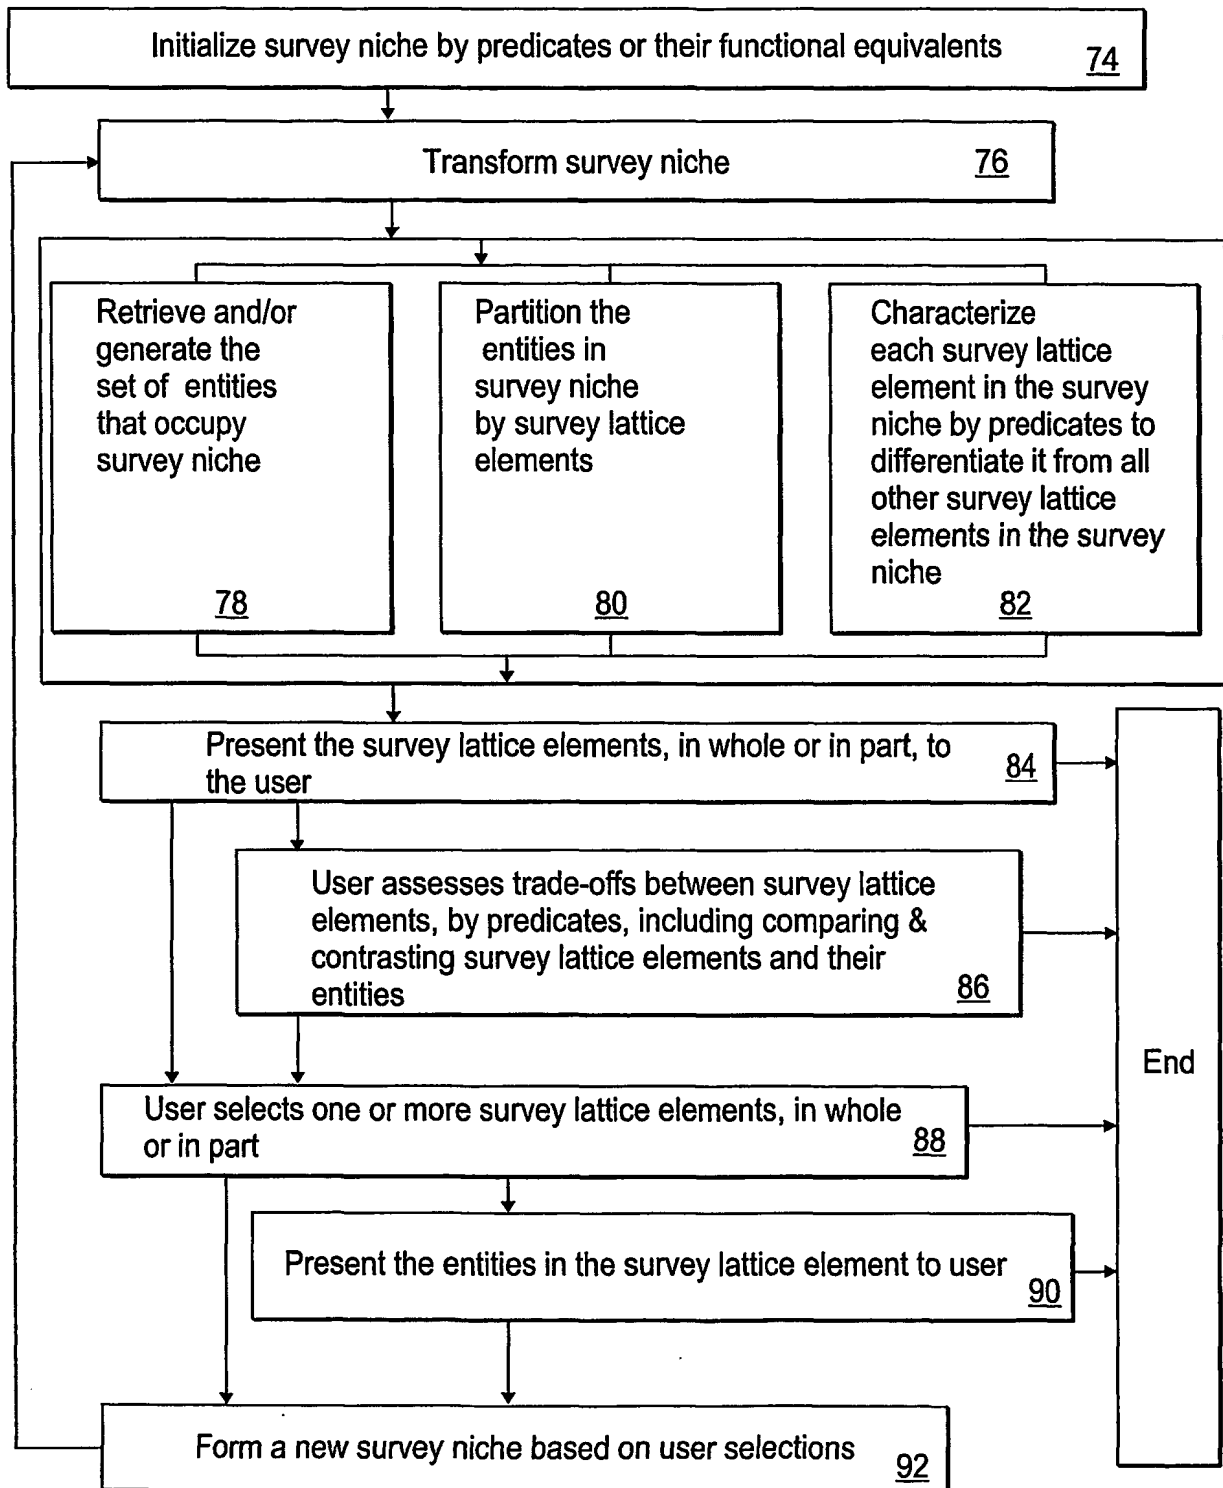 Initialize survey niche by predicates or their functional equivalents
74
Transform survey niche
76
Retrieve and/or
generate the
set of entities
that occupy
survey niche
78
Partition the
entities in
survey niche
by survey lattice
elements
80
Characterize
each survey lattice
element in the survey
niche by predicates to
differentiate it from all
other survey lattice
elements in the survey
niche
82
Present the survey lattice elements, in whole or in part, to
the user
84
User assesses trade-offs between survey lattice
elements, by predicates, including comparing &
contrasting survey lattice elements and their
entities
86
End
User selects one or more survey lattice elements, in whole
or in part
88
Present the entities in the survey lattice element to user
90
Form a new survey niche based on user selections
92